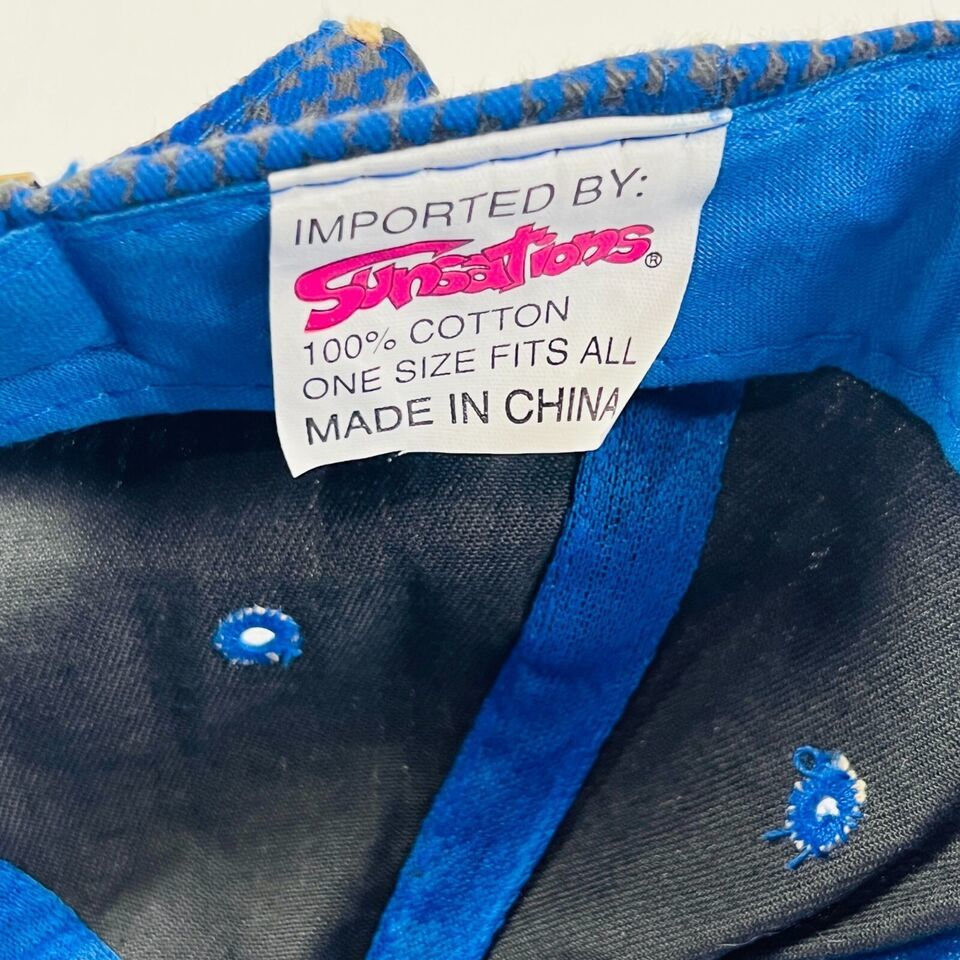 IMPORTED BY:
Sunsations®
100% COTTON
ONE SIZE FITS ALL
MADE IN CHINA